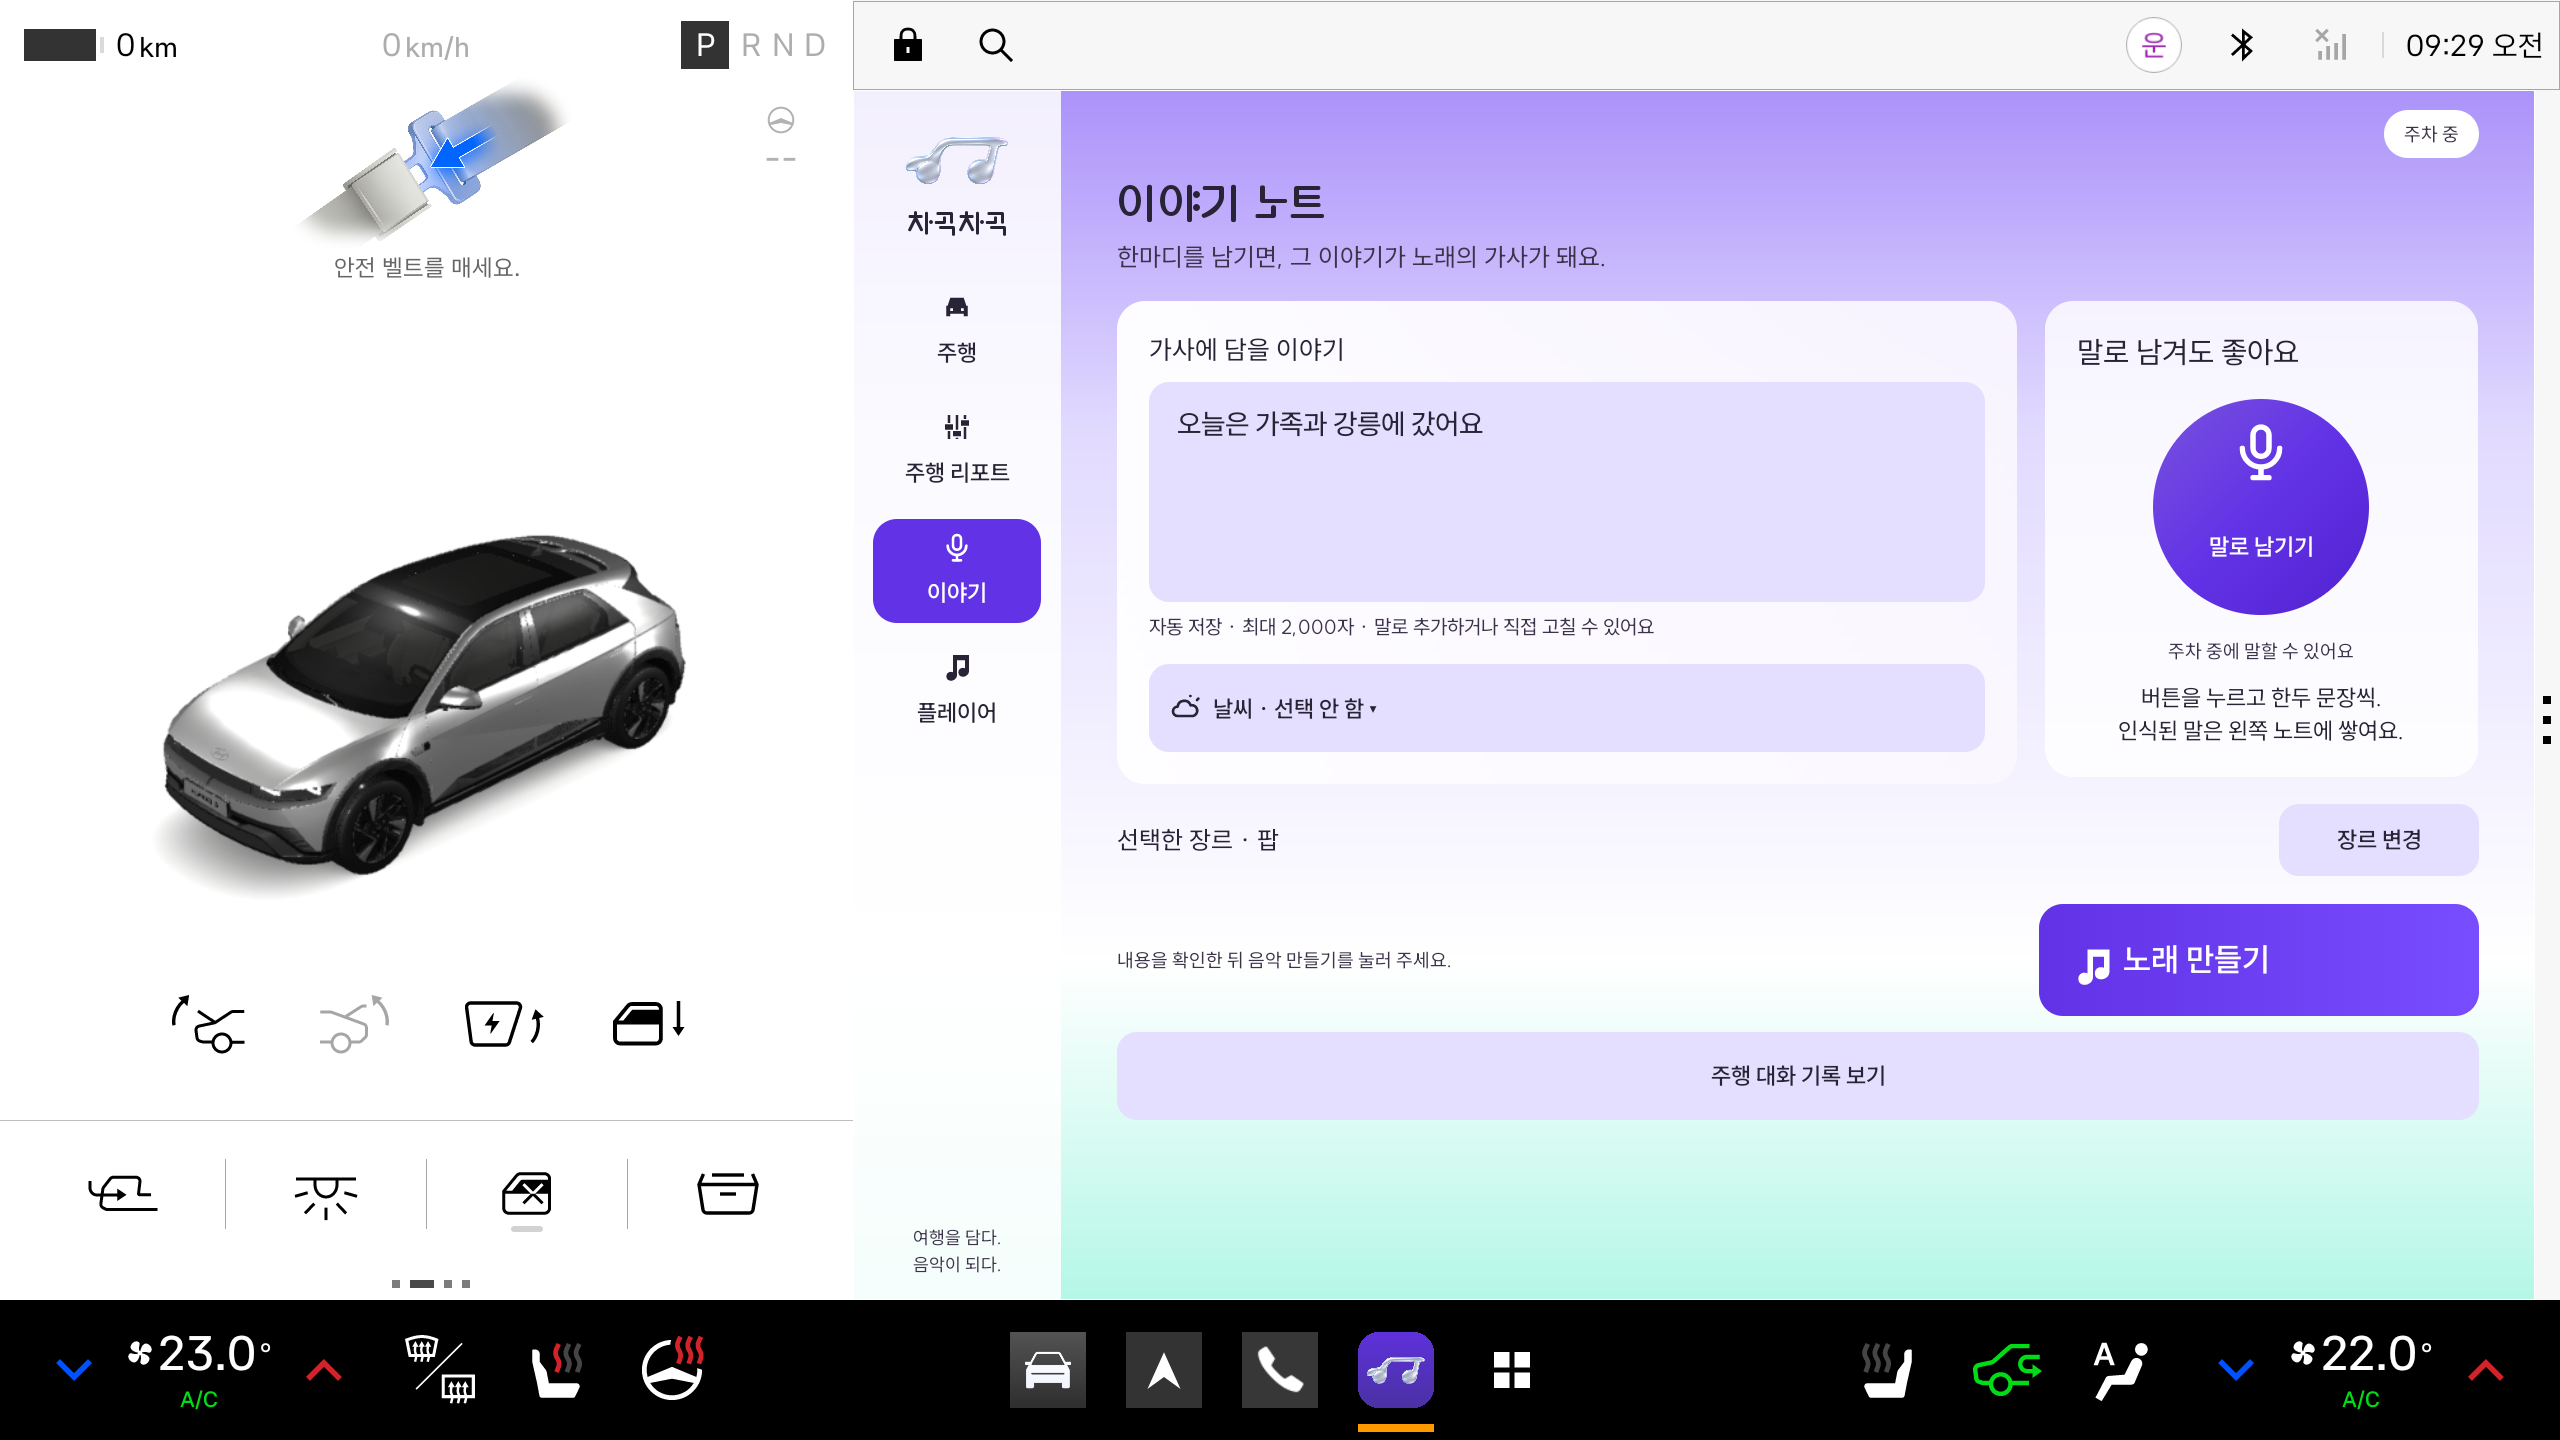 0 km
0 km/h
P R N D
09:29 오전
운
안전 벨트를 매세요.
차곡차곡
주행
주행 리포트
이야기
플레이어
여행을 담다.
음악이 되다.
주차 중
이야기 노트
한마디를 남기면, 그 이야기가 노래의 가사가 돼요.
가사에 담을 이야기
오늘은 가족과 강릉에 갔어요
자동 저장 · 최대 2,000자 · 말로 추가하거나 직접 고칠 수 있어요
날씨 · 선택 안 함 ▾
말로 남겨도 좋아요
말로 남기기
주차 중에 말할 수 있어요
버튼을 누르고 한두 문장씩.
인식된 말은 왼쪽 노트에 쌓여요.
선택한 장르 · 팝
장르 변경
내용을 확인한 뒤 음악 만들기를 눌러 주세요.
노래 만들기
주행 대화 기록 보기
23.0°
A/C
A
22.0°
A/C